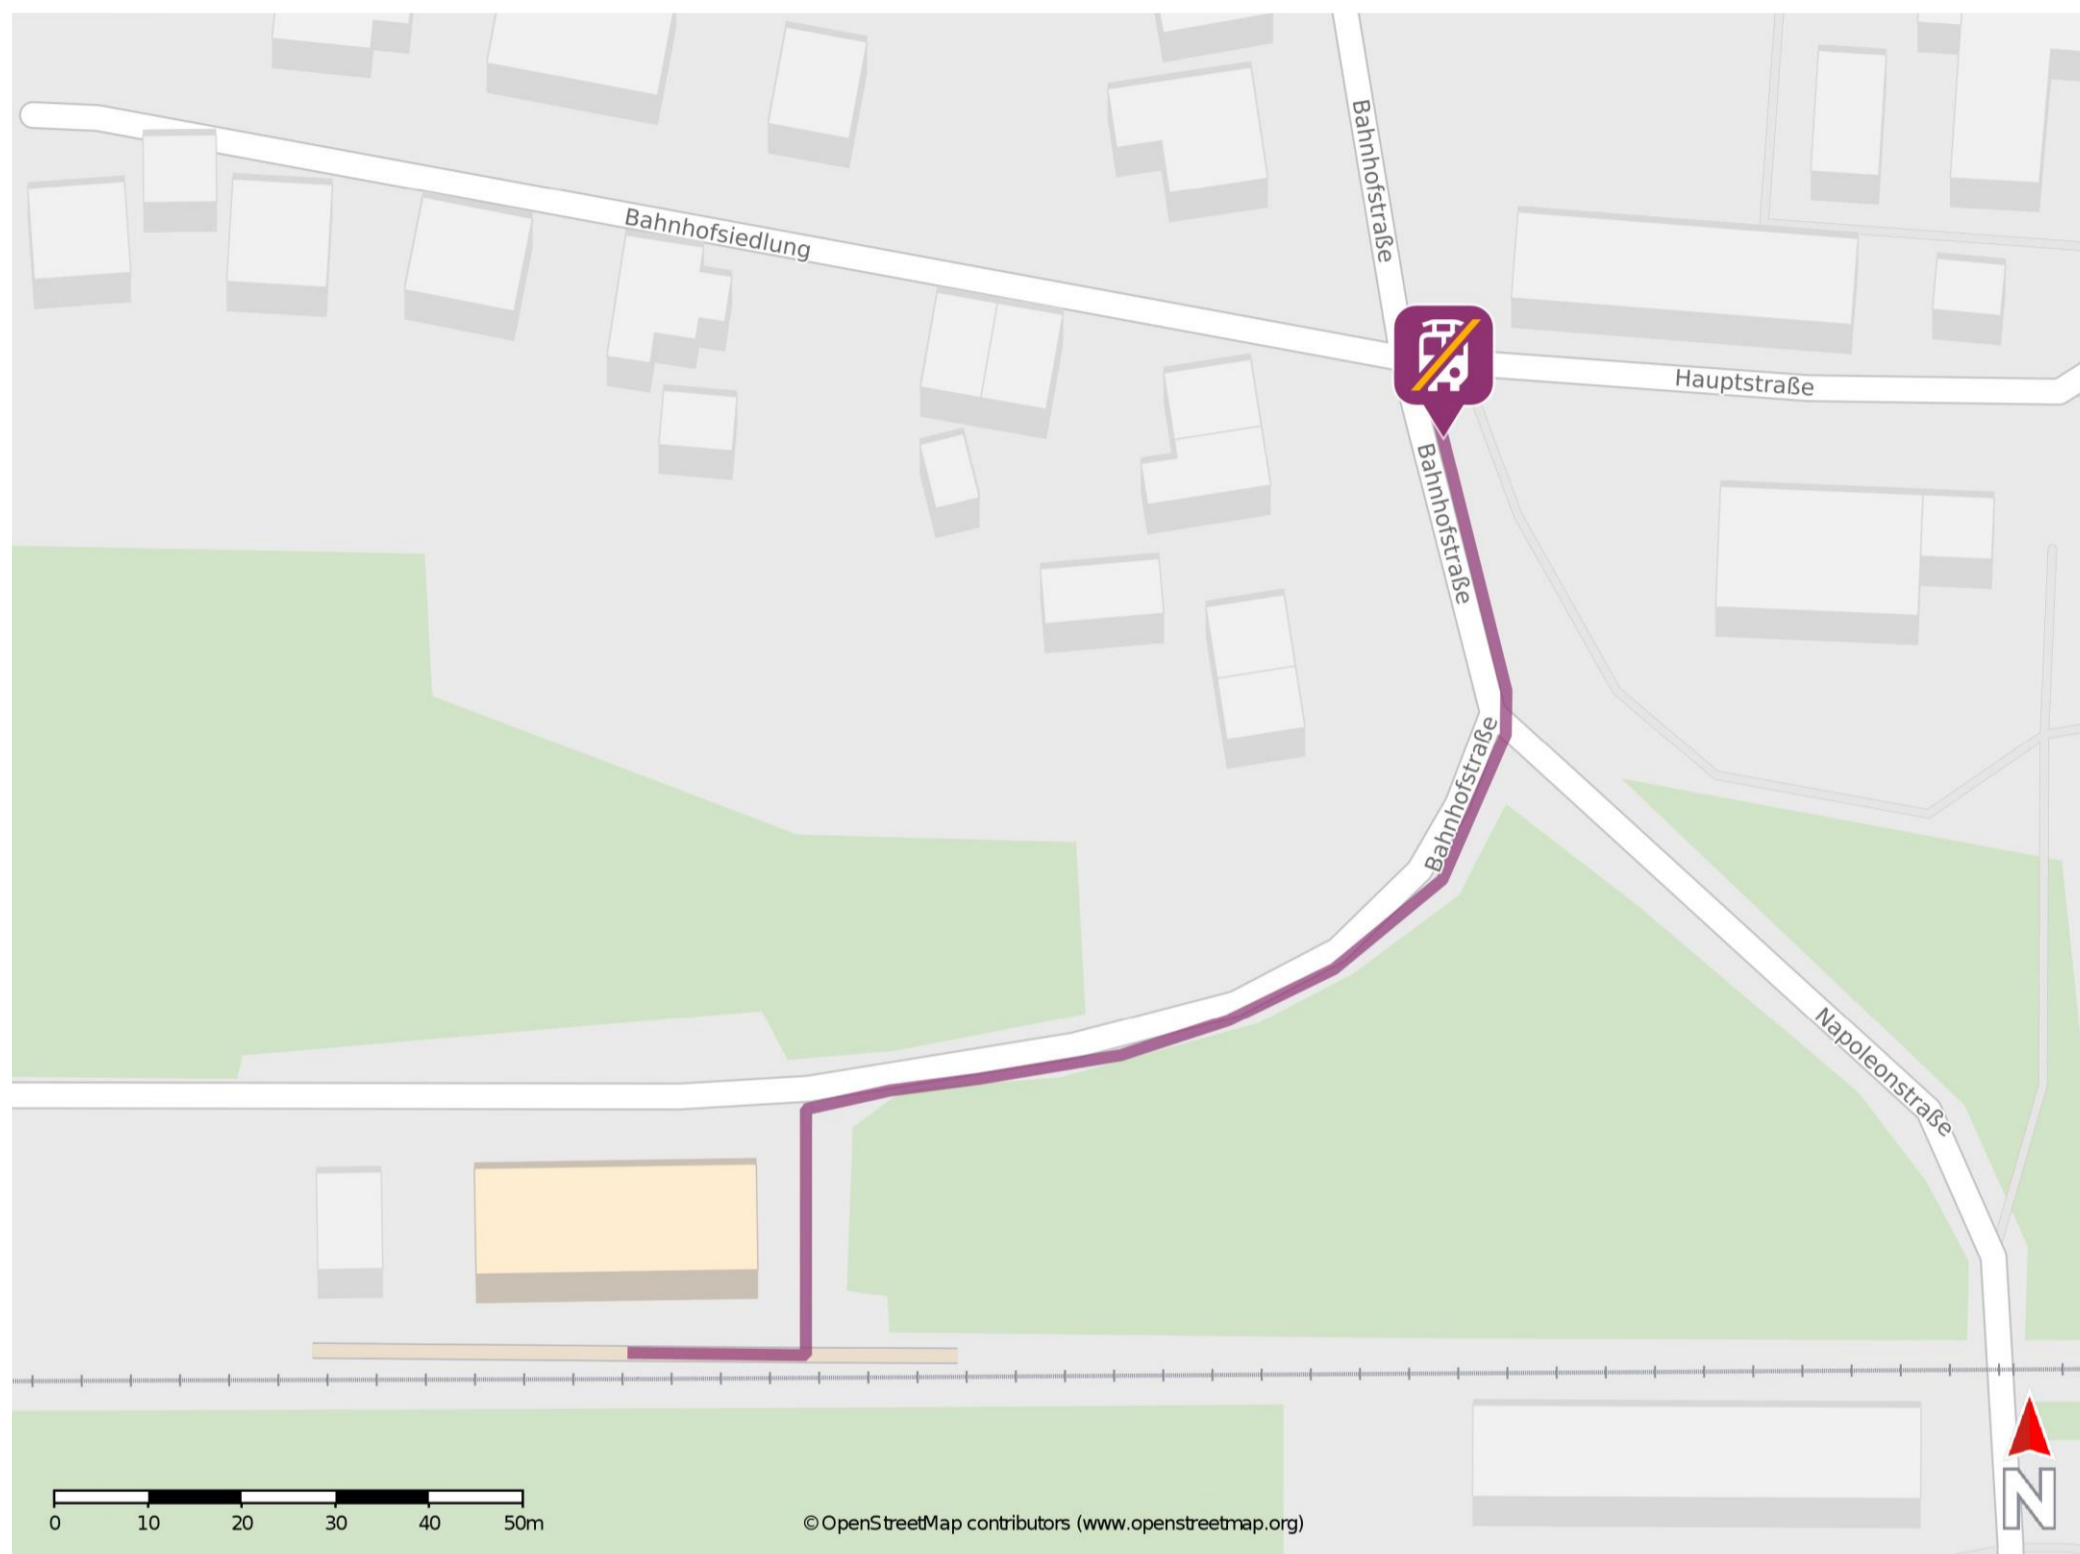 Bahnhofstraße
Bahnhofsiedlung
Hauptstraße
Bahnhofstraße
Bahnhofstraße
Napoleonstraße
N
0 10 20 30 40 50m
© OpenStreetMap contributors (www.openstreetmap.org)